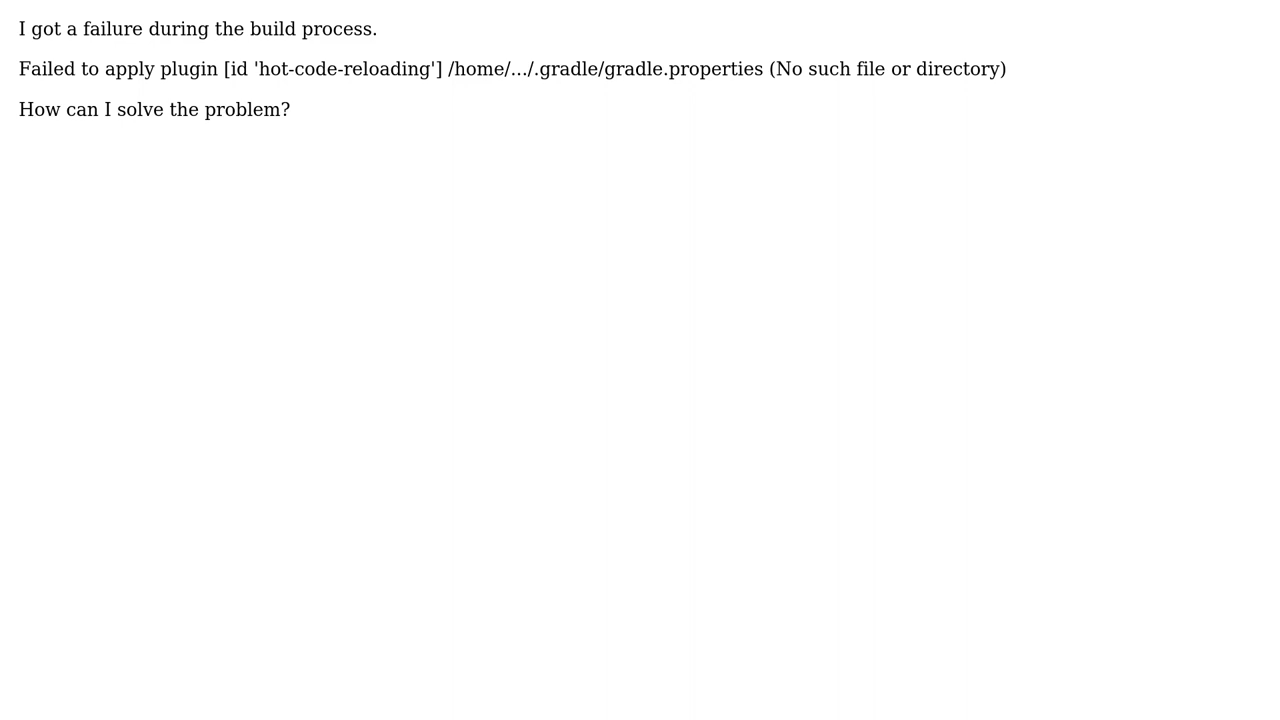 I got a failure during the build process.
Failed to apply plugin [id 'hot-code-reloading'] /home/.../.gradle/gradle.properties (No such file or directory)
How can I solve the problem?